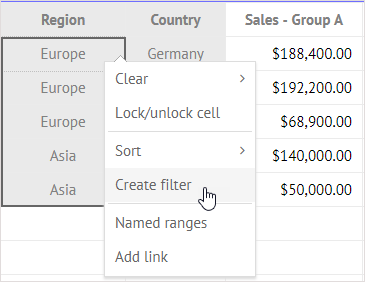 Region Country Sales - Group A
Europe Germany $188,400.00
Europe $192,200.00
Europe $68,900.00
Asia $140,000.00
Asia $50,000.00
Clear
Lock/unlock cell
Sort
Create filter
Named ranges
Add link